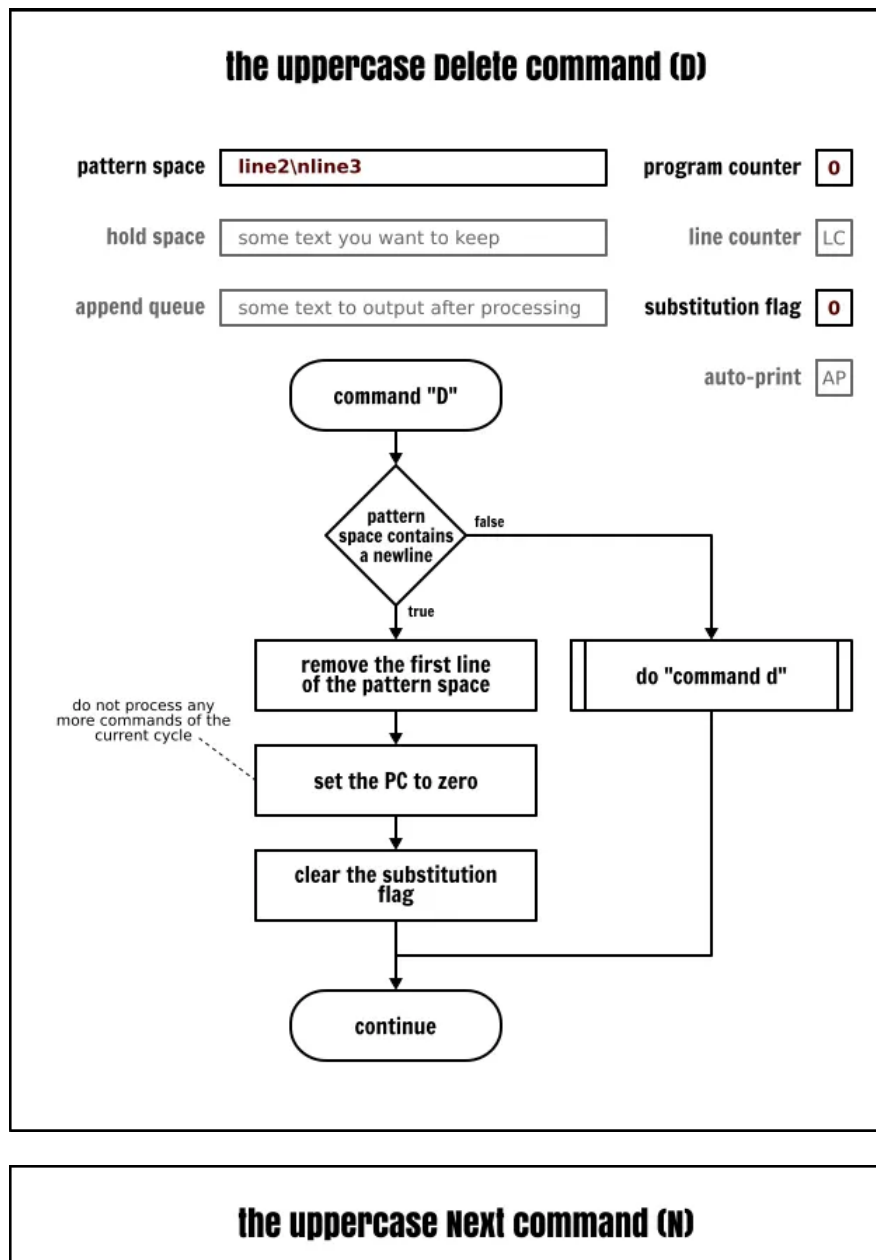 the uppercase Delete command (D)
pattern space
line2\nline3
program counter
0
hold space
some text you want to keep
line counter
LC
append queue
some text to output after processing
substitution flag
0
auto-print
AP
command "D"
pattern
space contains
a newline
false
true
remove the first line
of the pattern space
do "command d"
do not process any
more commands of the
current cycle
set the PC to zero
clear the substitution
flag
continue
the uppercase Next command (N)